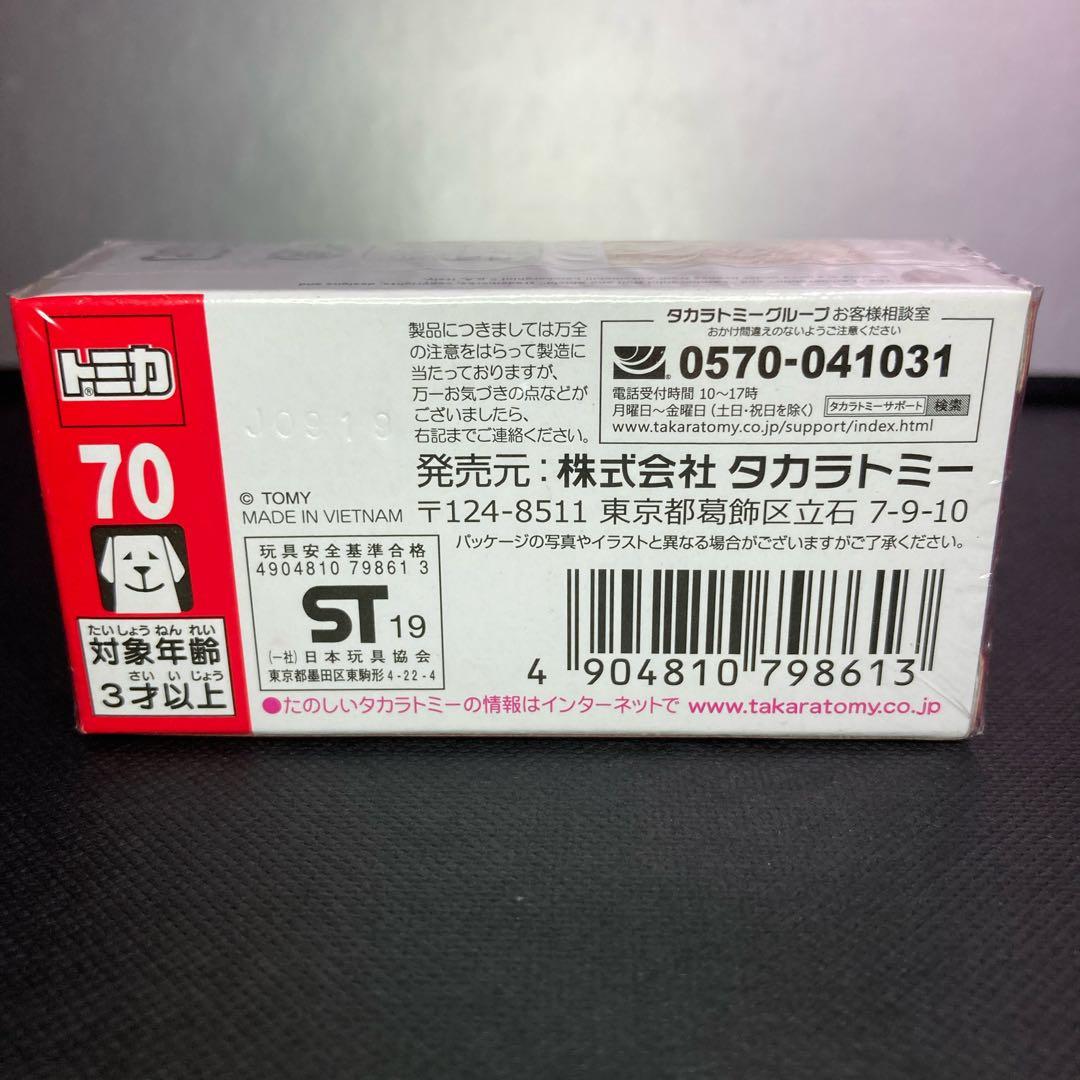 トミカ
®
70
たいしょうねんれい
対象年齢
さいいじょう
3才以上
製品につきましては万全
の注意をはらって製造に
当たっておりますが、
万一お気づきの点などが
ございましたら、
右記までご連絡ください。
J0919
© TOMY
MADE IN VIETNAM
タカラトミーグループ お客様相談室
おかけ間違えのないようご注意ください
0570-041031
電話受付時間 10〜17時
月曜日〜金曜日 (土日・祝日を除く) タカラトミーサポート 検索
www.takaratomy.co.jp/support/index.html
発売元:株式会社 タカラトミー
〒124-8511 東京都葛飾区立石 7-9-10
パッケージの写真やイラストと異なる場合がございますがご了承ください。
玩具安全基準合格
4904810 79861 3
ST 19
(一社) 日本玩具協会
東京都墨田区東駒形4-22-4
4 904810 798613
●たのしいタカラトミーの情報はインターネットで www.takaratomy.co.jp